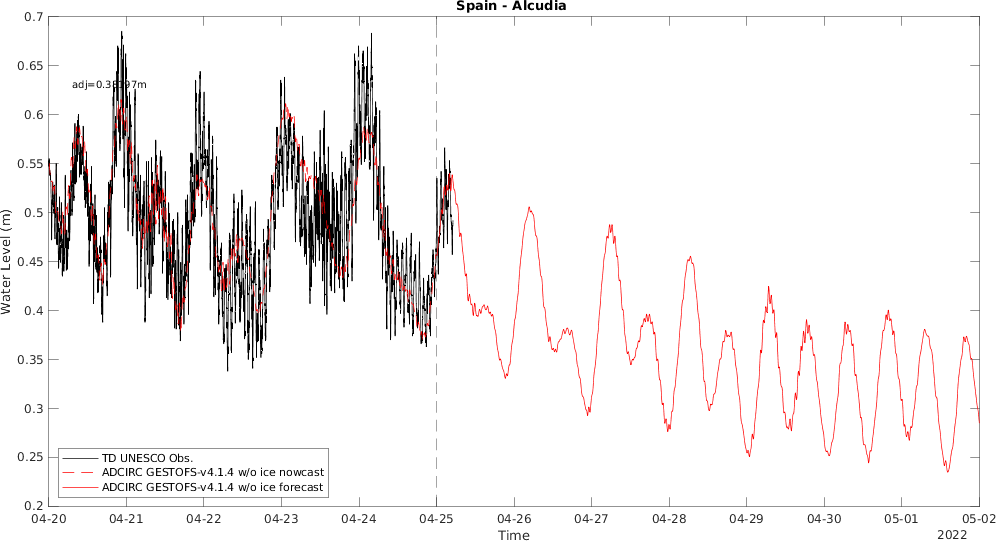 Spain - Alcudia
0.7
0.65
0.6
0.55
0.5
0.45
0.4
0.35
0.3
0.25
0.2
Water Level (m)
TD UNESCO Obs.
ADCIRC GESTOFS-v4.1.4 w/o ice nowcast
ADCIRC GESTOFS-v4.1.4 w/o ice forecast
04-20 04-21 04-22 04-23 04-24 04-25 04-26 04-27 04-28 04-29 04-30 05-01 05-02
Time
2022